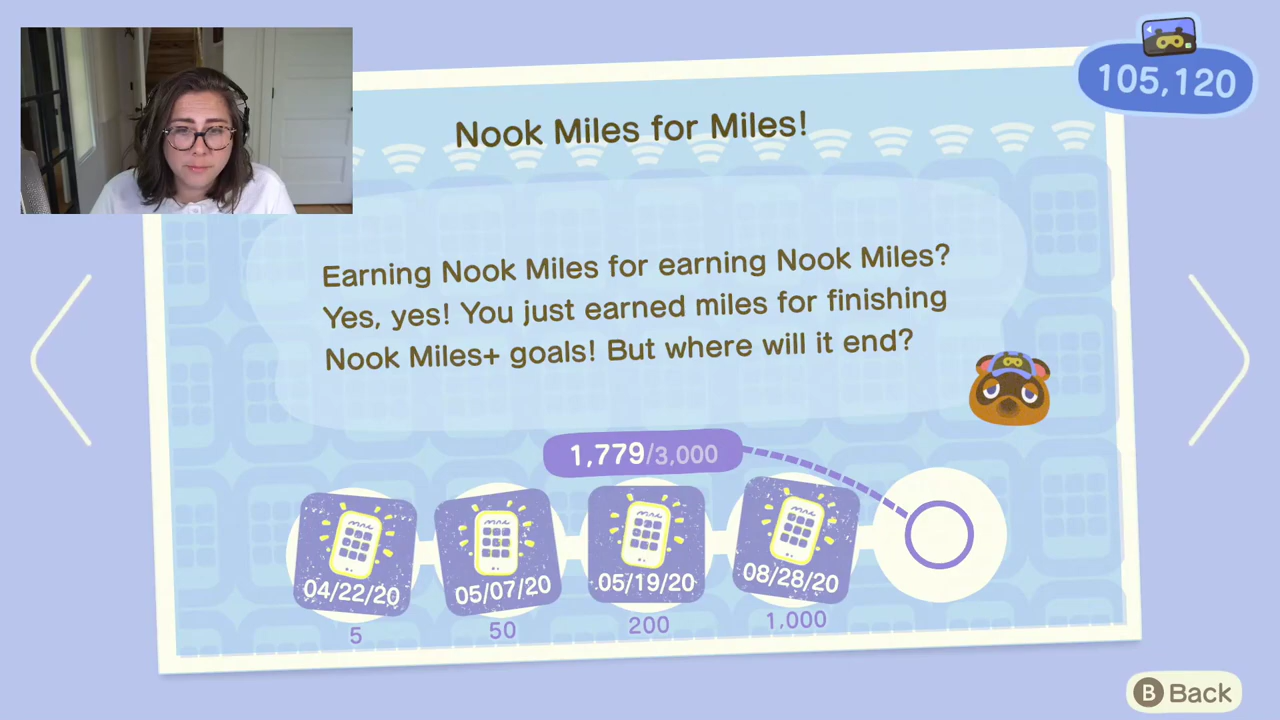 105,120
Nook Miles for Miles!
Earning Nook Miles for earning Nook Miles?
Yes, yes! You just earned miles for finishing
Nook Miles+ goals! But where will it end?
1,779/3,000
04/22/20
05/07/20
05/19/20
08/28/20
5
50
200
1,000
B Back